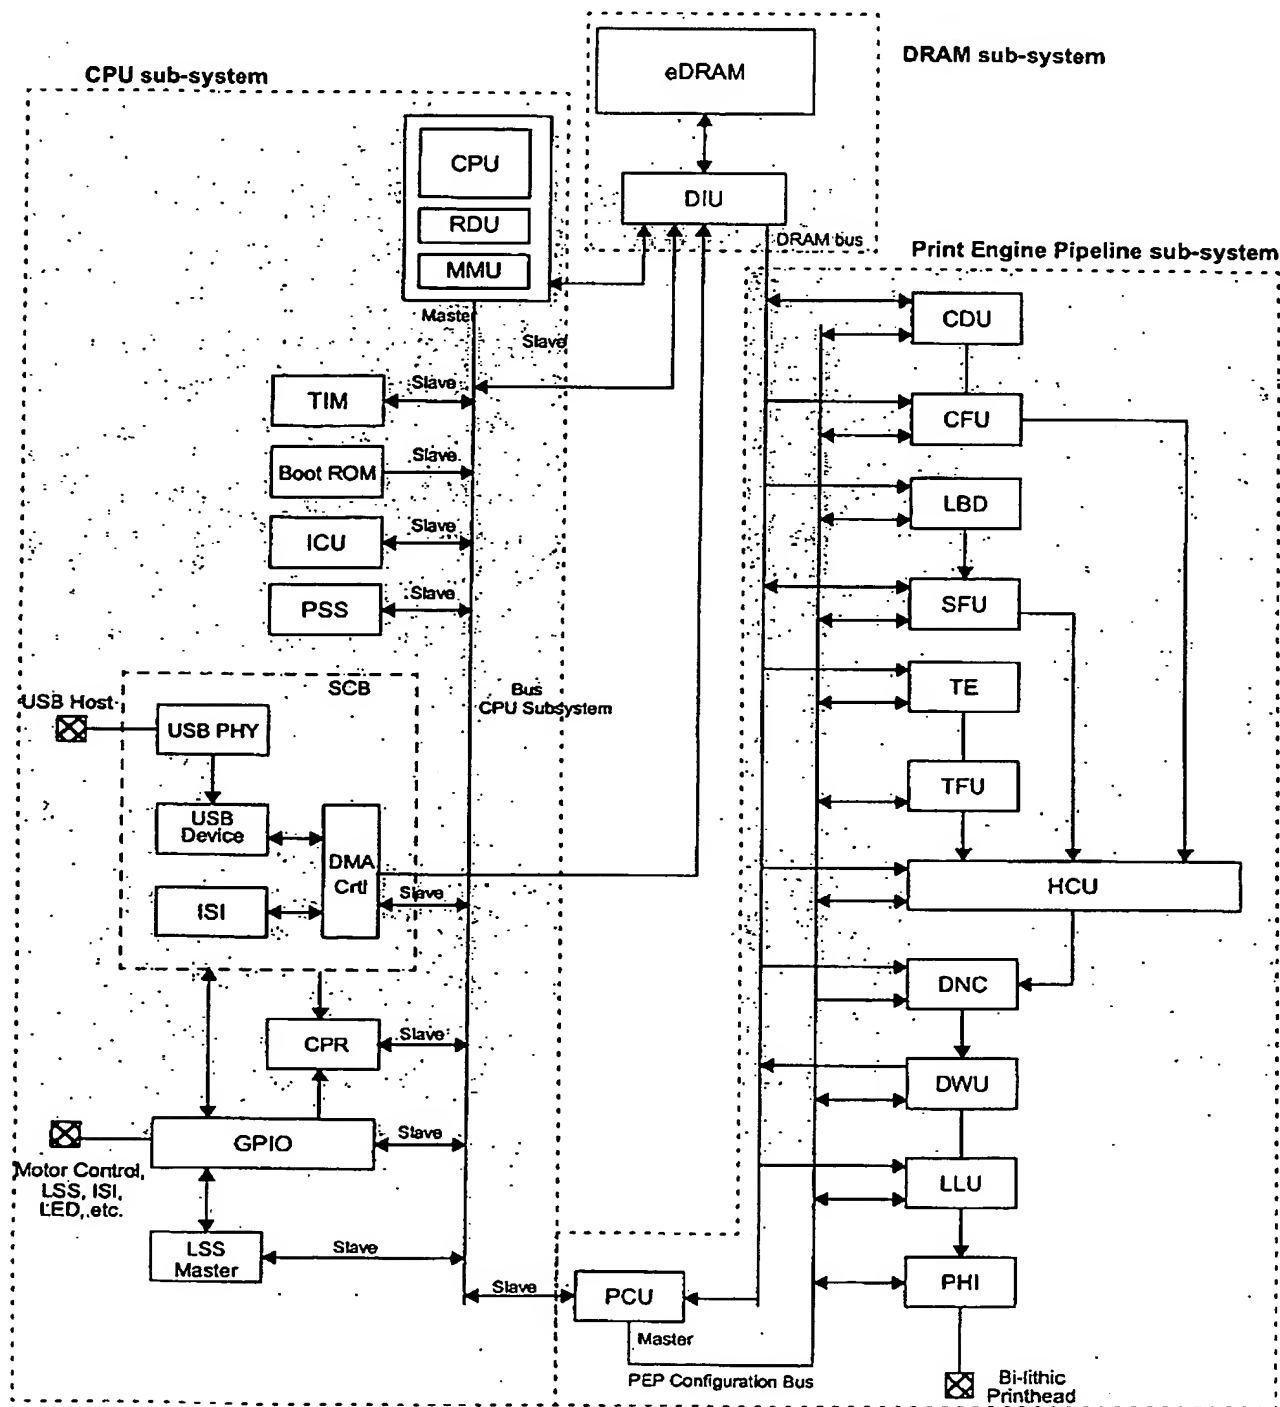 CPU sub-system
DRAM sub-system
eDRAM
CPU
RDU
MMU
DIU
DRAM bus
Print Engine Pipeline sub-system
Master
Slave
TIM
Slave
Boot ROM
Slave
ICU
Slave
PSS
Slave
CDU
CFU
LBD
SFU
TE
TFU
HCU
DNC
DWU
LLU
PHI
SCB
Bus
CPU Subsystem
USB Host
USB PHY
USB
Device
DMA
Crtl
ISI
Slave
CPR
Slave
GPIO
Slave
Motor Control,
LSS, ISI,
LED, etc.
LSS
Master
Slave
Slave
PCU
Master
PEP Configuration Bus
Bi-lithic
Printhead